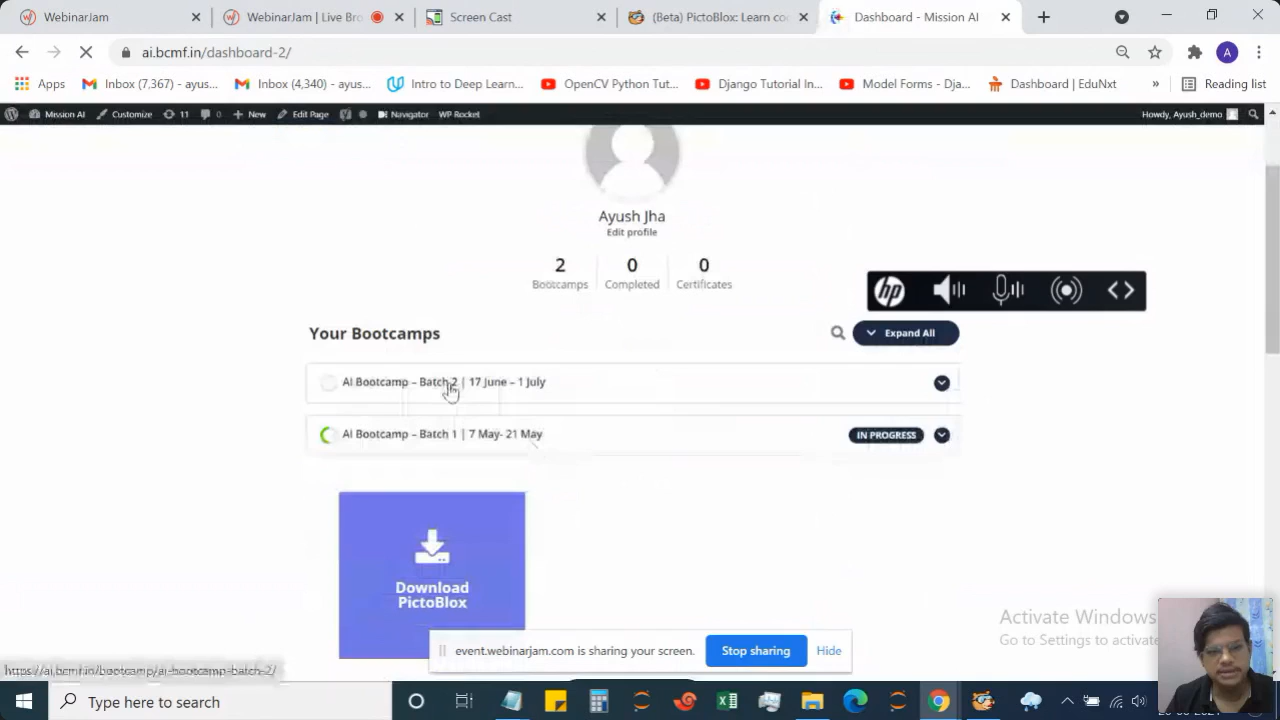 WebinarJam
WebinarJam | Live Bro
Screen Cast
(Beta) PictoBlox: Learn co
Dashboard - Mission AI
ai.bcmf.in/dashboard-2/
Apps
Inbox (7 367) - ayus...
Inbox (4 340) - ayus...
Intro to Deep Learn...
OpenCV Python Tut...
Django Tutorial In...
Model Forms - Dja...
Dashboard | EduNxt
»
Reading list
Mission AI
Customize
11
0
New
Edit Page
Navigator
WP Rocket
Howdy, Ayush_demo
Ayush Jha
Edit profile
2
0
0
Bootcamps
Completed
Certificates
hp
Your Bootcamps
Expand All
AI Bootcamp – Batch 2 | 17 June – 1 July
AI Bootcamp – Batch 1 | 7 May- 21 May
IN PROGRESS
Download
PictoBlox
Activate Windows
Go to Settings to activate
event.webinarjam.com is sharing your screen.
Stop sharing
Hide
https://ai.bcmf.in/bootcamp/ai-bootcamp-batch-2/
Type here to search